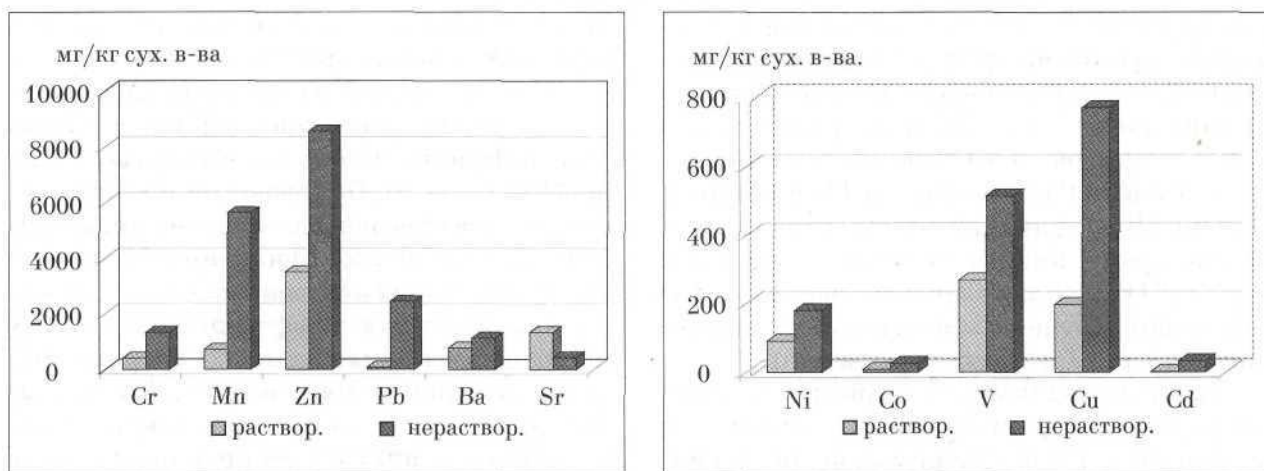 мг/кг сух. в-ва
10000
8000
6000
4000
2000
0
Cr Mn Zn Pb Ba Sr
раствор. нераствор.
мг/кг сух. в-ва.
800
600
400
200
0
Ni Co V Cu Cd
раствор. нераствор.